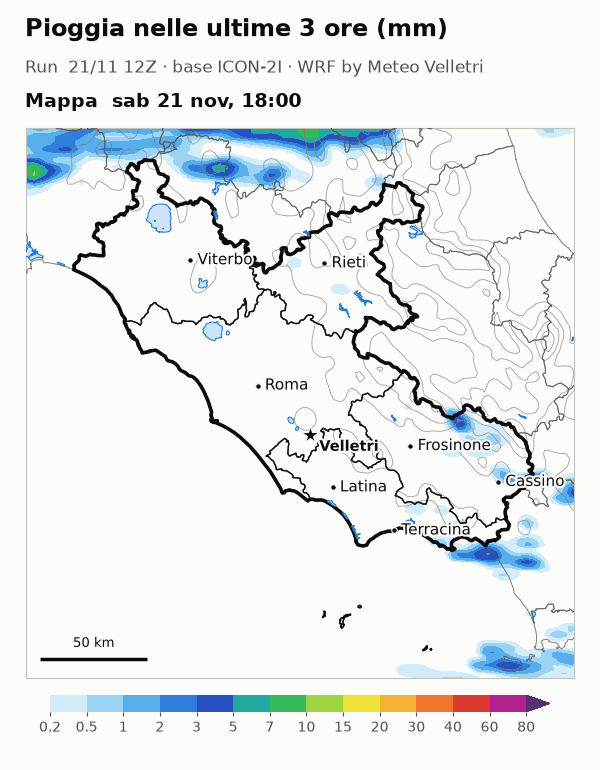 Pioggia nelle ultime 3 ore (mm)
Run  21/11 12Z · base ICON-2I · WRF by Meteo Velletri
Mappa  sab 21 nov, 18:00
Viterbo
Rieti
Roma
Velletri
Frosinone
Latina
Cassino
Terracina
50 km
0.2 0.5 1 2 3 5 7 10 15 20 30 40 60 80